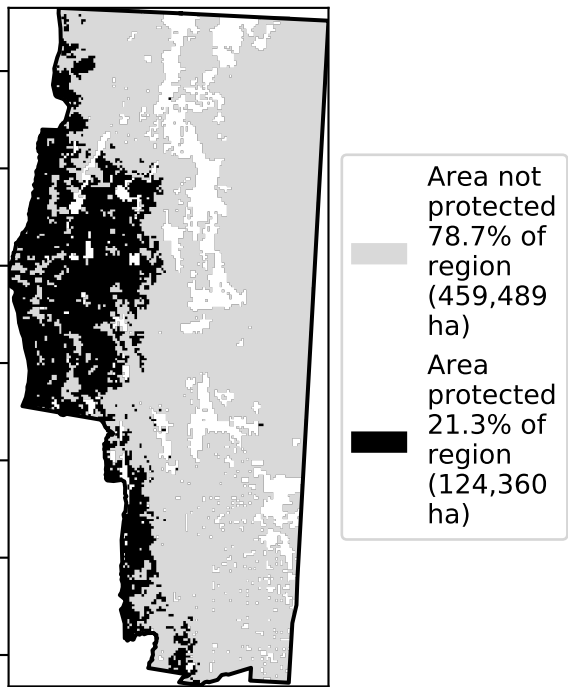 Area not
protected
78.7% of
region
(459,489
ha)
Area
protected
21.3% of
region
(124,360
ha)